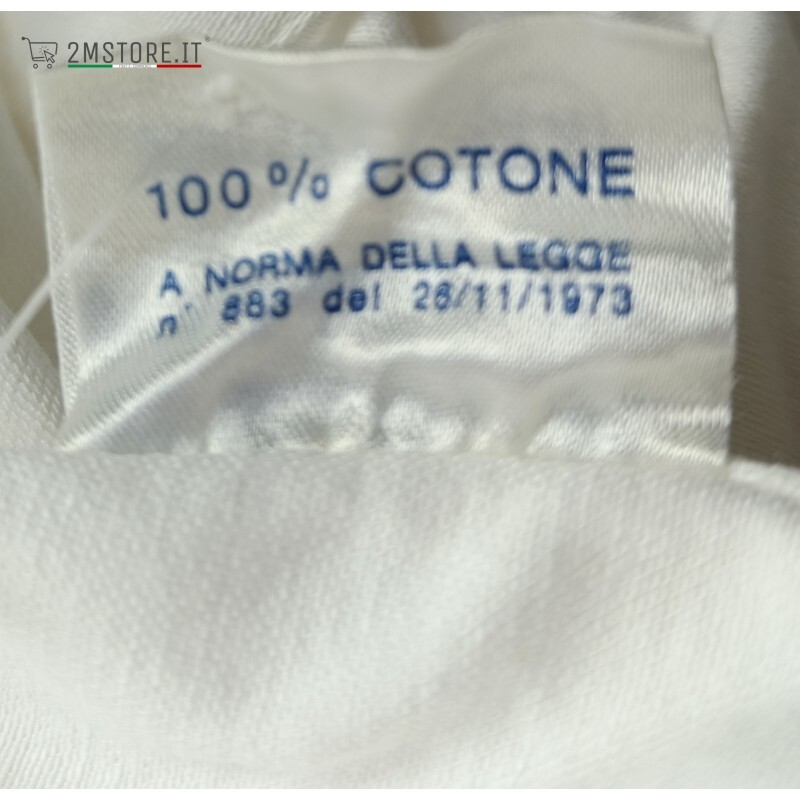 2MSTORE.IT
100% COTONE
A NORMA DELLA LEGGE
n° 883 del 26/11/1973